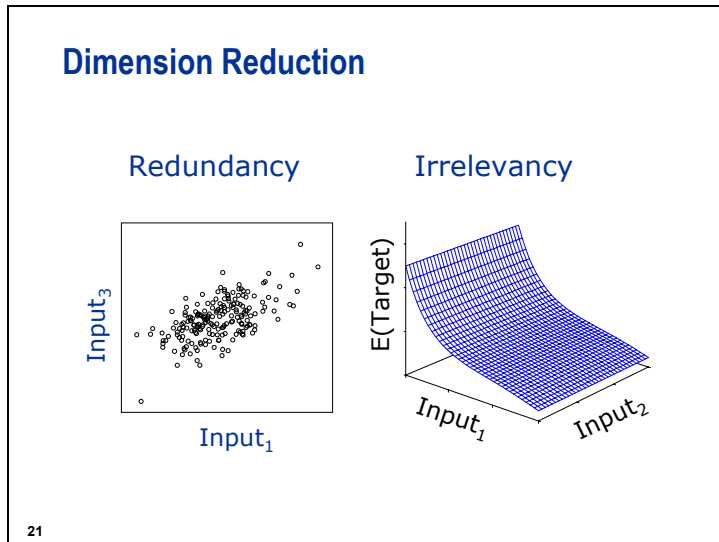 Dimension Reduction
Redundancy
Irrelevancy
Input₃
Input₁
E(Target)
Input₁
Input₂
21